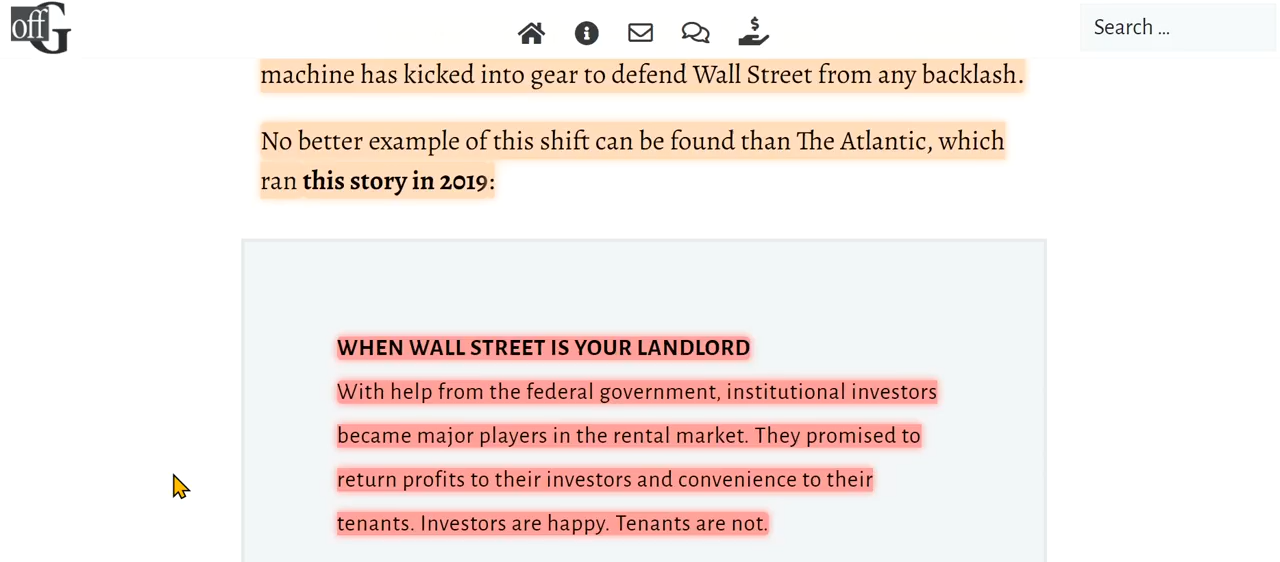 offG
Search ...
machine has kicked into gear to defend Wall Street from any backlash.
No better example of this shift can be found than The Atlantic, which
ran this story in 2019:
WHEN WALL STREET IS YOUR LANDLORD
With help from the federal government, institutional investors
became major players in the rental market. They promised to
return profits to their investors and convenience to their
tenants. Investors are happy. Tenants are not.